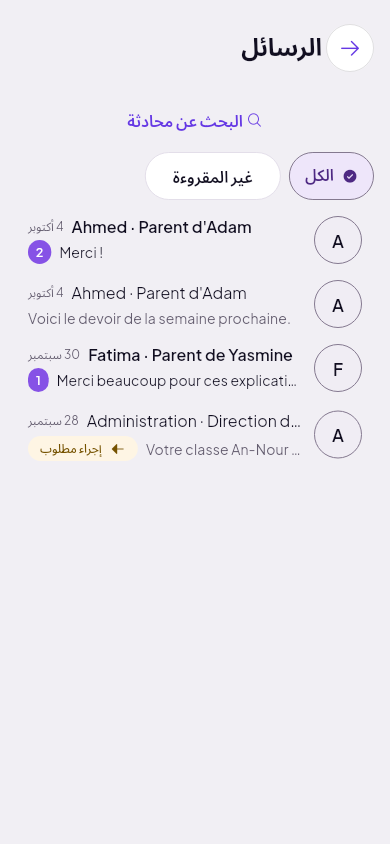 الرسائل
البحث عن محادثة
الكل
غير المقروءة
A
Ahmed · Parent d'Adam
4 أكتوبر
Merci !
2
A
Ahmed · Parent d'Adam
4 أكتوبر
Voici le devoir de la semaine prochaine.
F
Fatima · Parent de Yasmine
30 سبتمبر
Merci beaucoup pour ces explicati…
1
A
Administration · Direction d…
28 سبتمبر
Votre classe An-Nour …
إجراء مطلوب